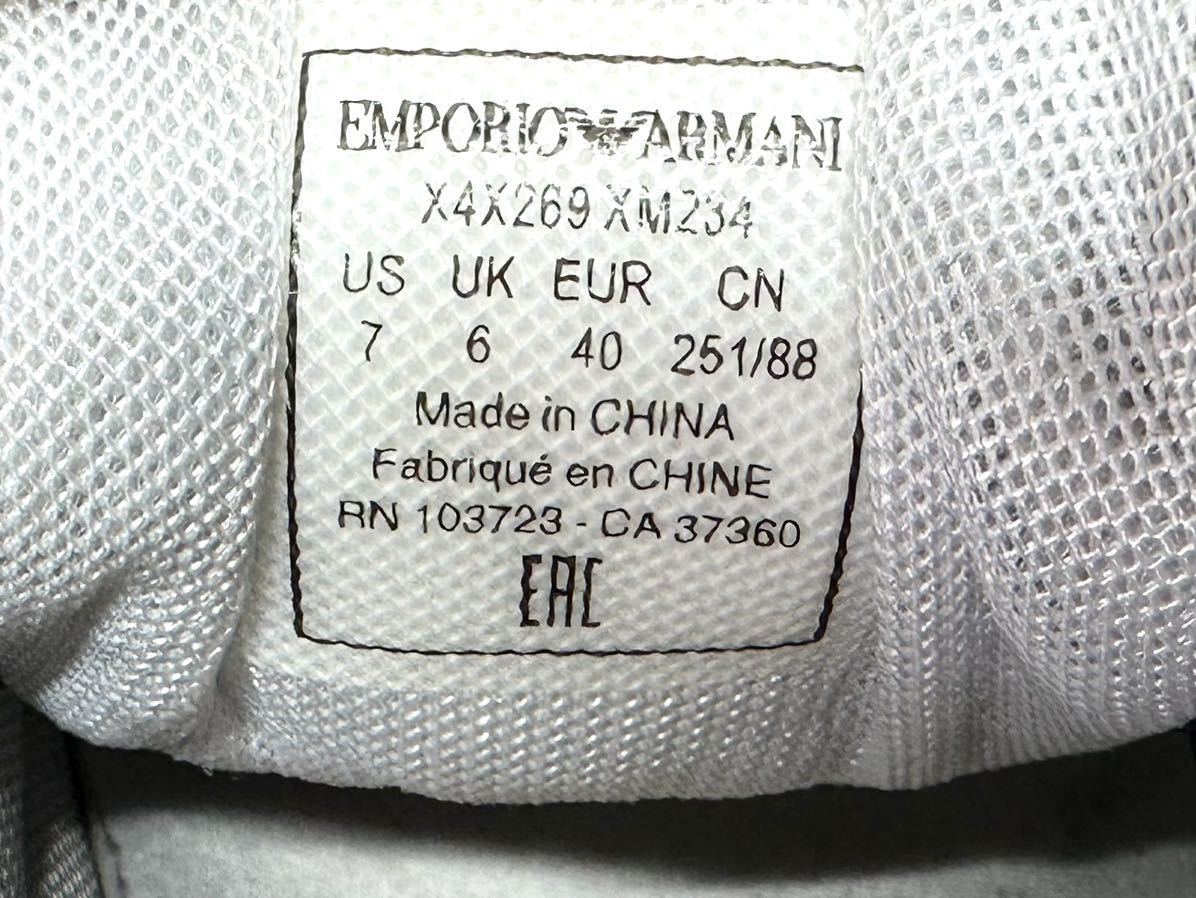 EMPORIO ARMANI
X4X269 XM234
US UK EUR CN
7 6 40 251/88
Made in CHINA
Fabriqué en CHINE
RN 103723 - CA 37360
EAC